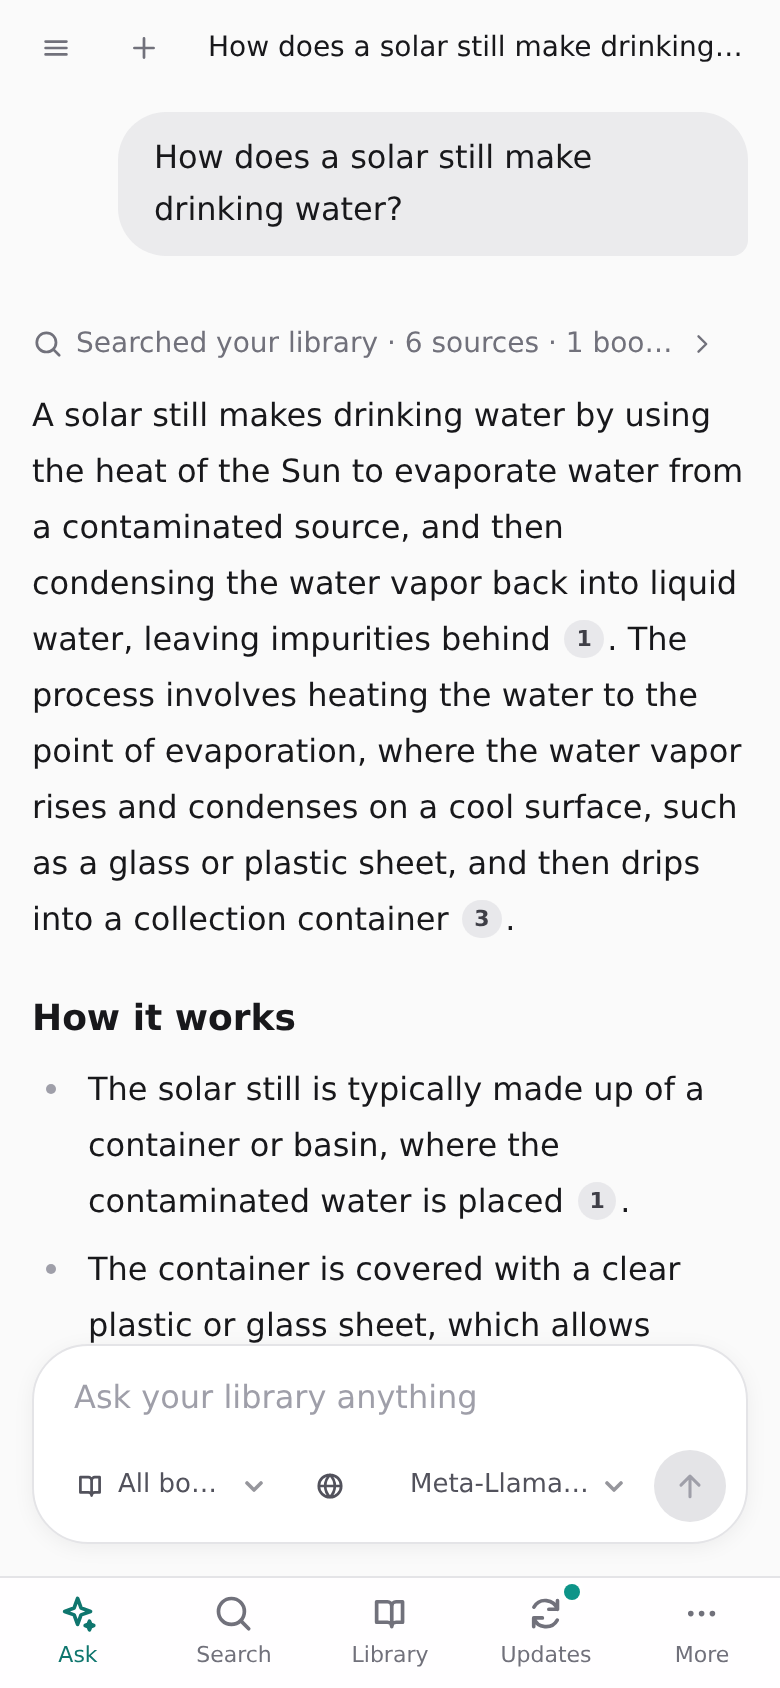 How does a solar still make drinking...
How does a solar still make
drinking water?
Searched your library · 6 sources · 1 boo...
A solar still makes drinking water by using
the heat of the Sun to evaporate water from
a contaminated source, and then
condensing the water vapor back into liquid
water, leaving impurities behind 1. The
process involves heating the water to the
point of evaporation, where the water vapor
rises and condenses on a cool surface, such
as a glass or plastic sheet, and then drips
into a collection container 3.
How it works
• The solar still is typically made up of a
container or basin, where the
contaminated water is placed 1.
• The container is covered with a clear
plastic or glass sheet, which allows
Ask your library anything
All bo... Meta-Llama...
Ask Search Library Updates More